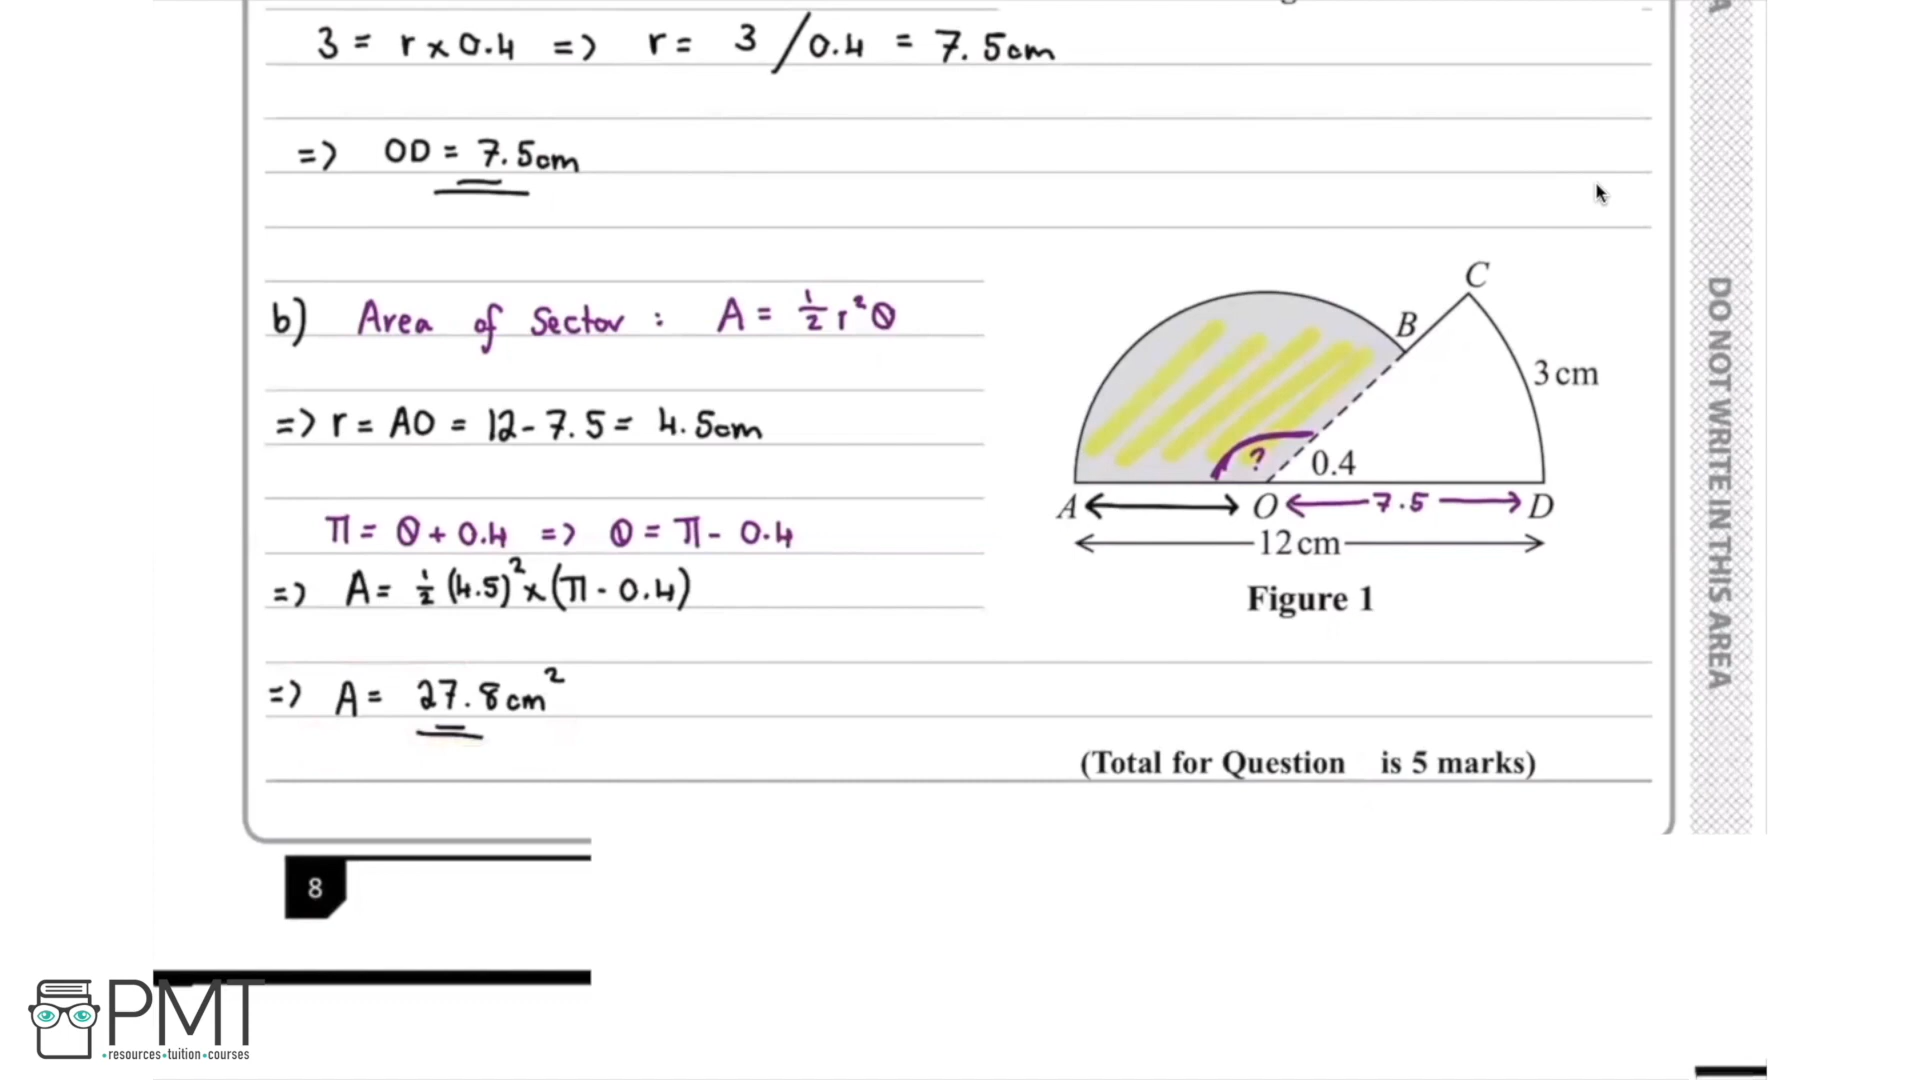 3 = r × 0.4 => r = 3/0.4 = 7.5cm
=> OD = 7.5cm
b) Area of Sector : A = ½ r²θ
=> r = AO = 12 - 7.5 = 4.5cm
π = θ + 0.4 => θ = π - 0.4
=> A = ½ (4.5)² × (π - 0.4)
=> A = 27.8cm²
C
B
3 cm
?
0.4
A
O
7.5
D
12 cm
Figure 1
(Total for Question is 5 marks)
DO NOT WRITE IN THIS AREA
8
PMT
•resources•tuition•courses